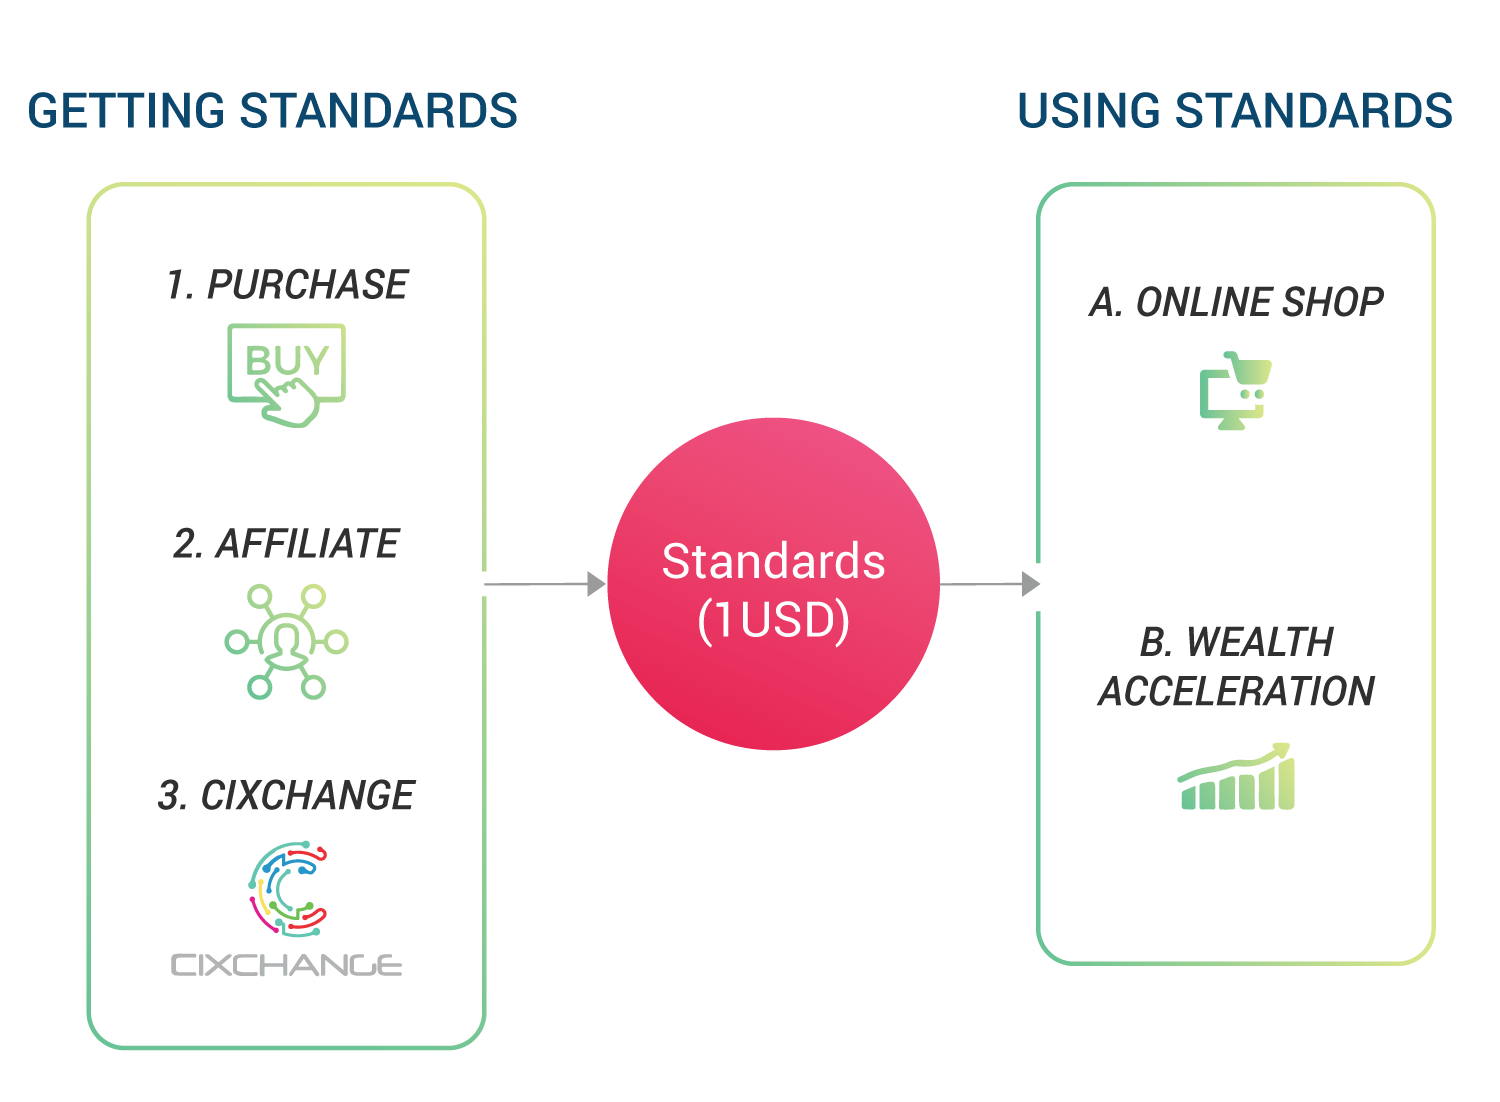 GETTING STANDARDS
USING STANDARDS
1. PURCHASE
BUY
2. AFFILIATE
3. CIXCHANGE
CIXCHANGE
Standards
(1USD)
A. ONLINE SHOP
B. WEALTH
ACCELERATION